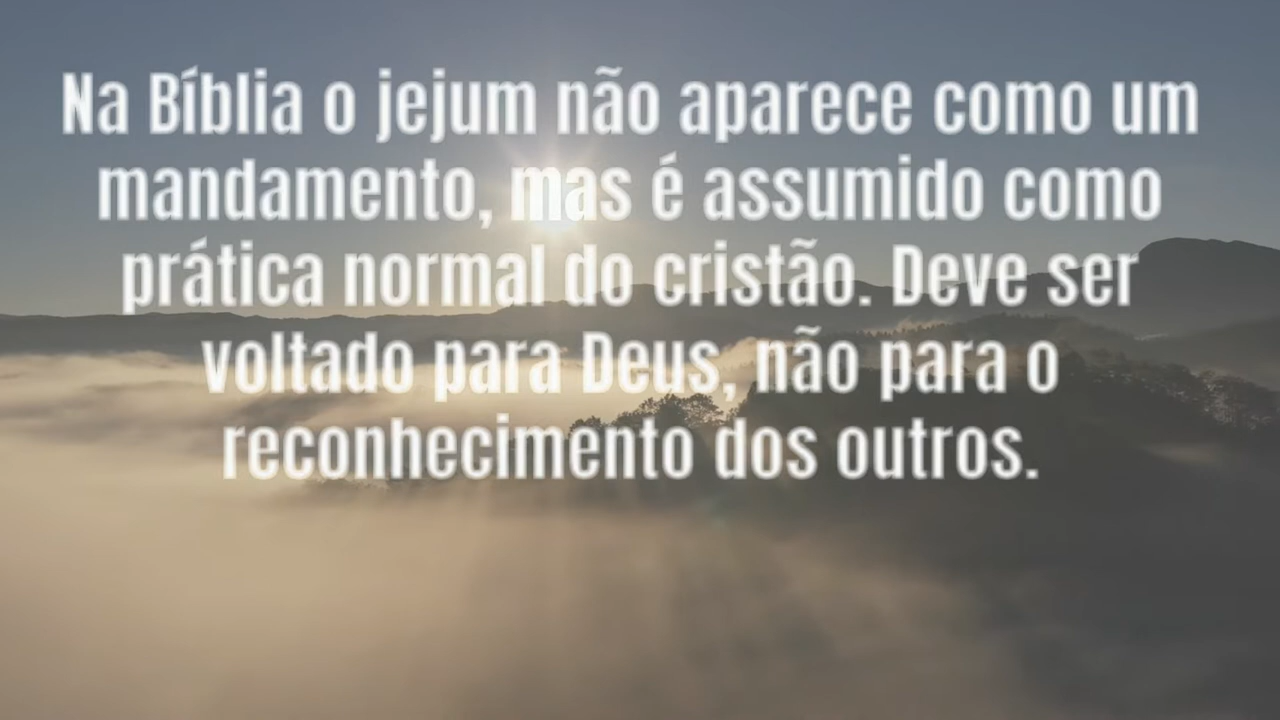 Na Bíblia o jejum não aparece como um
mandamento, mas é assumido como
prática normal do cristão. Deve ser
voltado para Deus, não para o
reconhecimento dos outros.